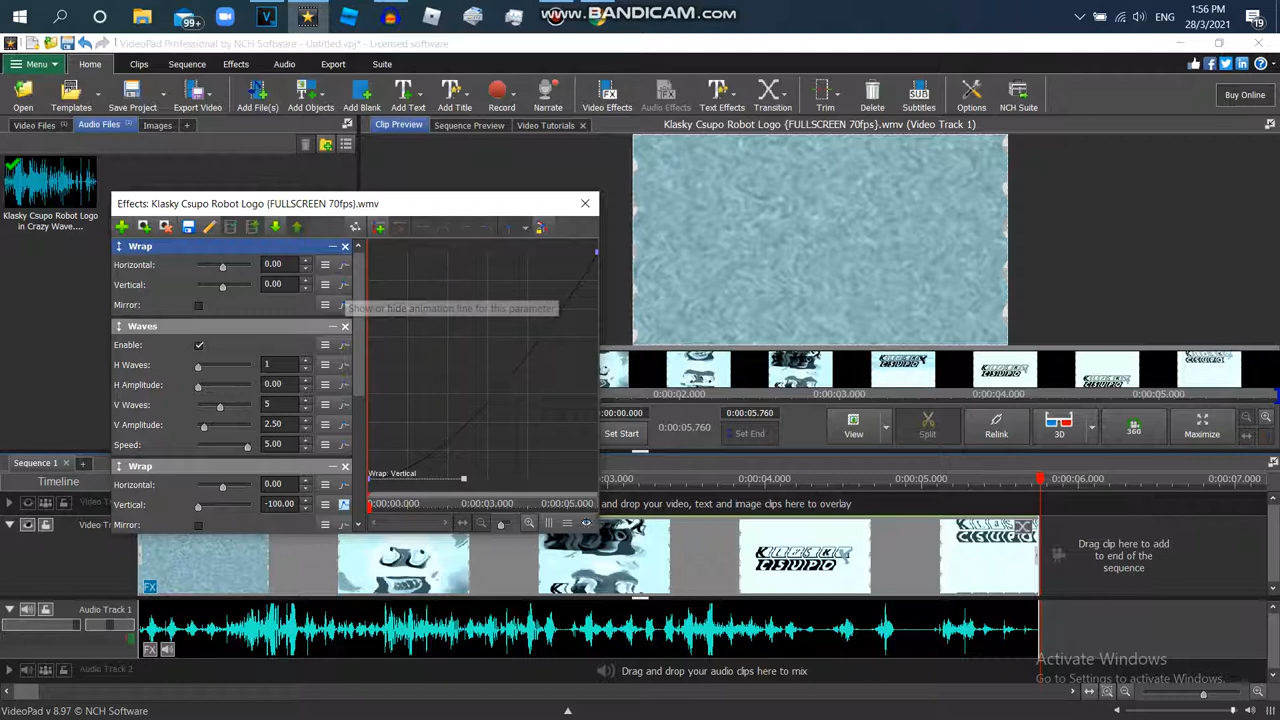 99+
www.BANDICAM.com
ENG
1:56 PM
28/3/2021
19
VideoPad Professional by NCH Software - Untitled.vpj* - Licensed software
Menu
Home
Clips
Sequence
Effects
Audio
Export
Suite
Open
Templates
Save Project
Export Video
Add File(s)
Add Objects
Add Blank
Add Text
Add Title
Record
Narrate
Video Effects
Audio Effects
Text Effects
Transition
Trim
Delete
Subtitles
Options
NCH Suite
Buy Online
Video Files (1)
Audio Files (1)
Images
+
Clip Preview
Sequence Preview
Video Tutorials
Klasky Csupo Robot Logo {FULLSCREEN 70fps}.wmv (Video Track 1)
Klasky Csupo Robot Logo
in Crazy Wave....
Effects: Klasky Csupo Robot Logo {FULLSCREEN 70fps}.wmv
Wrap
Horizontal: 0.00
Vertical: 0.00
Mirror:
Show or hide animation line for this parameter
Waves
Enable:
H Waves: 1
H Amplitude: 0.00
V Waves: 5
V Amplitude: 2.50
Speed: 5.00
Wrap
Horizontal: 0.00
Vertical: -100.00
Mirror:
Wrap: Vertical
0:00:00.000
0:00:03.000
0:00:05.000
0:00:02.000
0:00:03.000
0:00:04.000
0:00:05.000
:00:00.000
0:00:05.760
0:00:05.760
Set Start
Set End
View
Split
Relink
3D
360
Maximize
Sequence 1
+
Timeline
:03.000
0:00:04.000
0:00:05.000
0:00:06.000
0:00:07.000
Video T
and drop your video, text and image clips here to overlay
Video T
KLASKY
CSUPO
Drag clip here to add
to end of the
sequence
FX
Audio Track 1
FX
Audio Track 2
Drag and drop your audio clips here to mix
Activate Windows
Go to Settings to activate Windows.
VideoPad v 8.97 © NCH Software